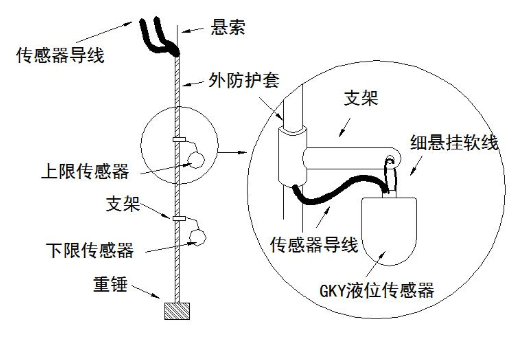 悬索
传感器导线
外防护套
支架
细悬挂软线
上限传感器
支架
下限传感器
传感器导线
重锤
GKY液位传感器